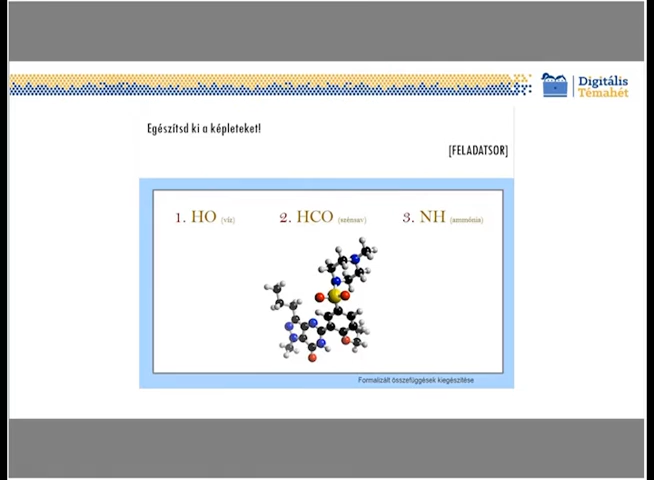 Digitális
Témahét
Egészítsd ki a képleteket!
[FELADATSOR]
1. HO (víz) 2. HCO (szénsav) 3. NH (ammónia)
Formalizált összefüggések kiegészítése